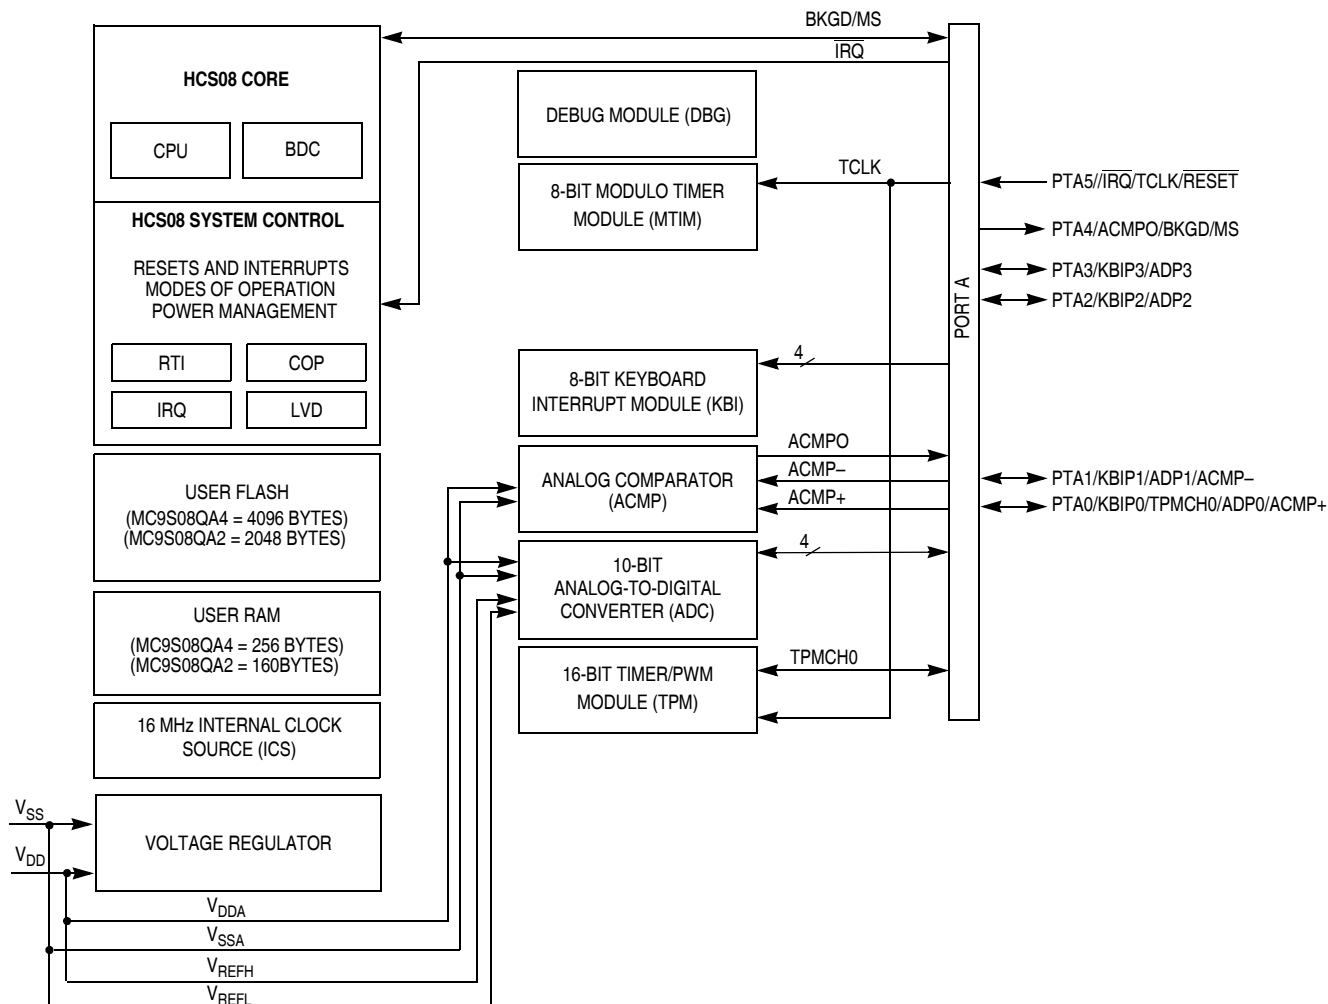 BKGD/MS
IRQ
HCS08 CORE
CPU
BDC
HCS08 SYSTEM CONTROL
RESETS AND INTERRUPTS
MODES OF OPERATION
POWER MANAGEMENT
RTI
COP
IRQ
LVD
USER FLASH
(MC9S08QA4 = 4096 BYTES)
(MC9S08QA2 = 2048 BYTES)
USER RAM
(MC9S08QA4 = 256 BYTES)
(MC9S08QA2 = 160BYTES)
16 MHz INTERNAL CLOCK
SOURCE (ICS)
VOLTAGE REGULATOR
VSS
VDD
VDDA
VSSA
VREFH
VREFL
DEBUG MODULE (DBG)
8-BIT MODULO TIMER
MODULE (MTIM)
TCLK
8-BIT KEYBOARD
INTERRUPT MODULE (KBI)
4
ANALOG COMPARATOR
(ACMP)
ACMPO
ACMP–
ACMP+
10-BIT
ANALOG-TO-DIGITAL
CONVERTER (ADC)
4
16-BIT TIMER/PWM
MODULE (TPM)
TPMCH0
PORT A
PTA5//IRQ/TCLK/RESET
PTA4/ACMPO/BKGD/MS
PTA3/KBIP3/ADP3
PTA2/KBIP2/ADP2
PTA1/KBIP1/ADP1/ACMP–
PTA0/KBIP0/TPMCH0/ADP0/ACMP+